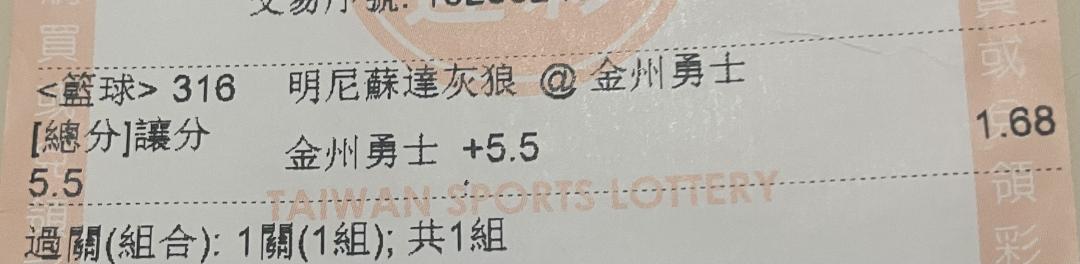 <籃球> 316 明尼蘇達灰狼 @ 金州勇士
[總分]讓分 金州勇士 +5.5 1.68
5.5
TAIWAN SPORTS LOTTERY
過關(組合): 1關(1組); 共1組